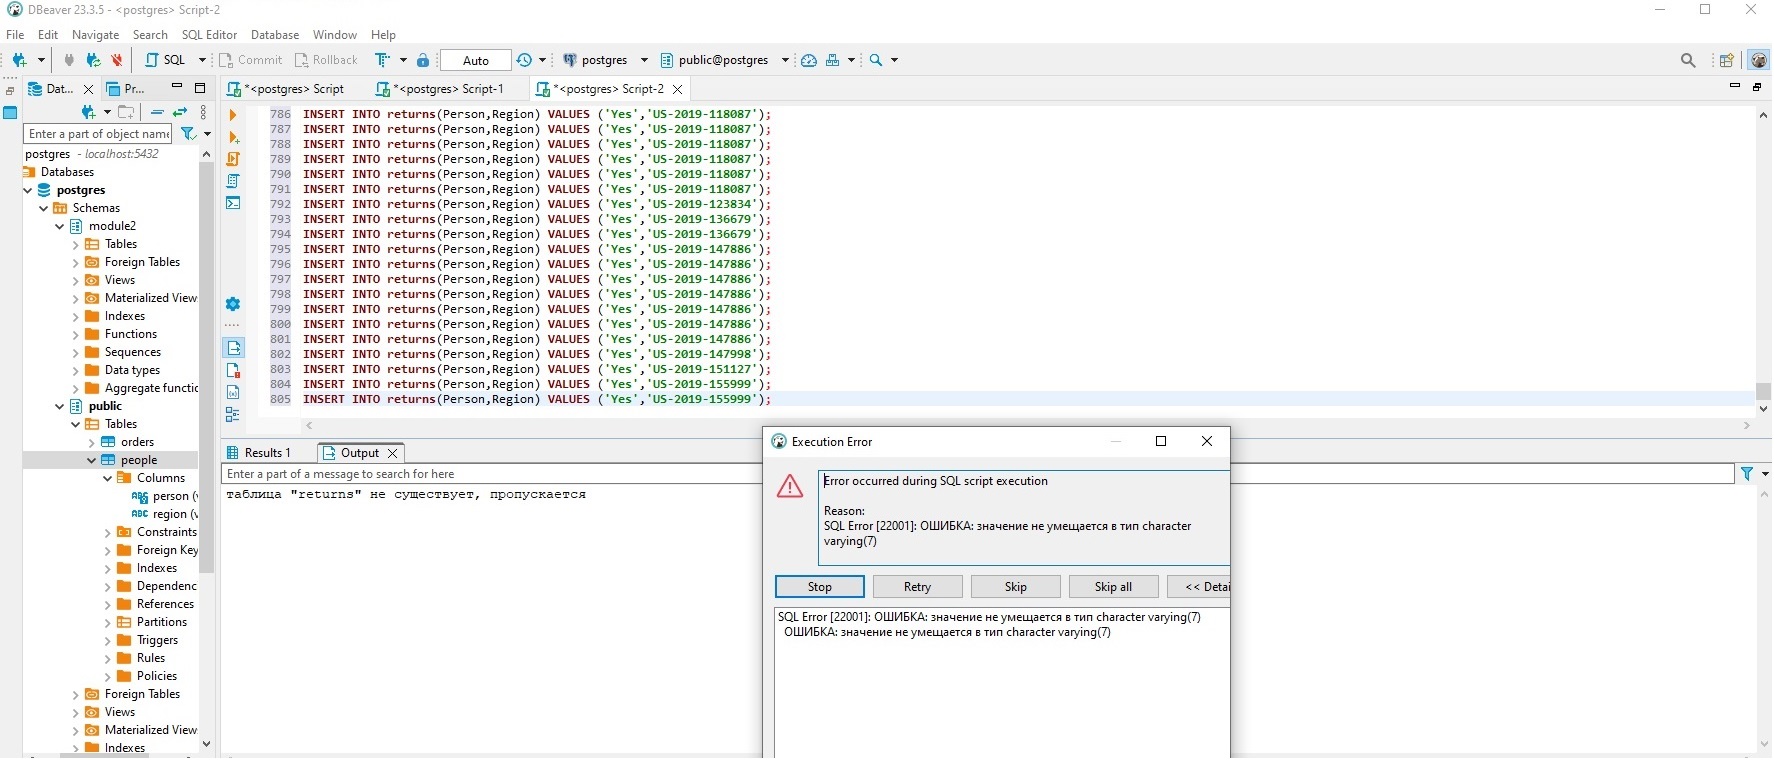 DBeaver 23.3.5 - <postgres> Script-2
File Edit Navigate Search SQL Editor Database Window Help
SQL Commit Rollback Auto postgres public@postgres
Dat... Pr... *<postgres> Script *<postgres> Script-1 *<postgres> Script-2
Enter a part of object name
postgres - localhost:5432
Databases
postgres
Schemas
module2
Tables
Foreign Tables
Views
Materialized View
Indexes
Functions
Sequences
Data types
Aggregate functio
public
Tables
orders
people
Columns
person (v
region (v
Constraints
Foreign Key
Indexes
Dependenc
References
Partitions
Triggers
Rules
Policies
Foreign Tables
Views
Materialized View
Indexes
786 INSERT INTO returns(Person,Region) VALUES ('Yes','US-2019-118087');
787 INSERT INTO returns(Person,Region) VALUES ('Yes','US-2019-118087');
788 INSERT INTO returns(Person,Region) VALUES ('Yes','US-2019-118087');
789 INSERT INTO returns(Person,Region) VALUES ('Yes','US-2019-118087');
790 INSERT INTO returns(Person,Region) VALUES ('Yes','US-2019-118087');
791 INSERT INTO returns(Person,Region) VALUES ('Yes','US-2019-118087');
792 INSERT INTO returns(Person,Region) VALUES ('Yes','US-2019-123834');
793 INSERT INTO returns(Person,Region) VALUES ('Yes','US-2019-136679');
794 INSERT INTO returns(Person,Region) VALUES ('Yes','US-2019-136679');
795 INSERT INTO returns(Person,Region) VALUES ('Yes','US-2019-147886');
796 INSERT INTO returns(Person,Region) VALUES ('Yes','US-2019-147886');
797 INSERT INTO returns(Person,Region) VALUES ('Yes','US-2019-147886');
798 INSERT INTO returns(Person,Region) VALUES ('Yes','US-2019-147886');
799 INSERT INTO returns(Person,Region) VALUES ('Yes','US-2019-147886');
800 INSERT INTO returns(Person,Region) VALUES ('Yes','US-2019-147886');
801 INSERT INTO returns(Person,Region) VALUES ('Yes','US-2019-147886');
802 INSERT INTO returns(Person,Region) VALUES ('Yes','US-2019-147998');
803 INSERT INTO returns(Person,Region) VALUES ('Yes','US-2019-151127');
804 INSERT INTO returns(Person,Region) VALUES ('Yes','US-2019-155999');
805 INSERT INTO returns(Person,Region) VALUES ('Yes','US-2019-155999');
Results 1 Output
Enter a part of a message to search for here
таблица "returns" не существует, пропускается
Execution Error
Error occurred during SQL script execution
Reason:
SQL Error [22001]: ОШИБКА: значение не умещается в тип character
varying(7)
Stop Retry Skip Skip all << Detai
SQL Error [22001]: ОШИБКА: значение не умещается в тип character varying(7)
ОШИБКА: значение не умещается в тип character varying(7)